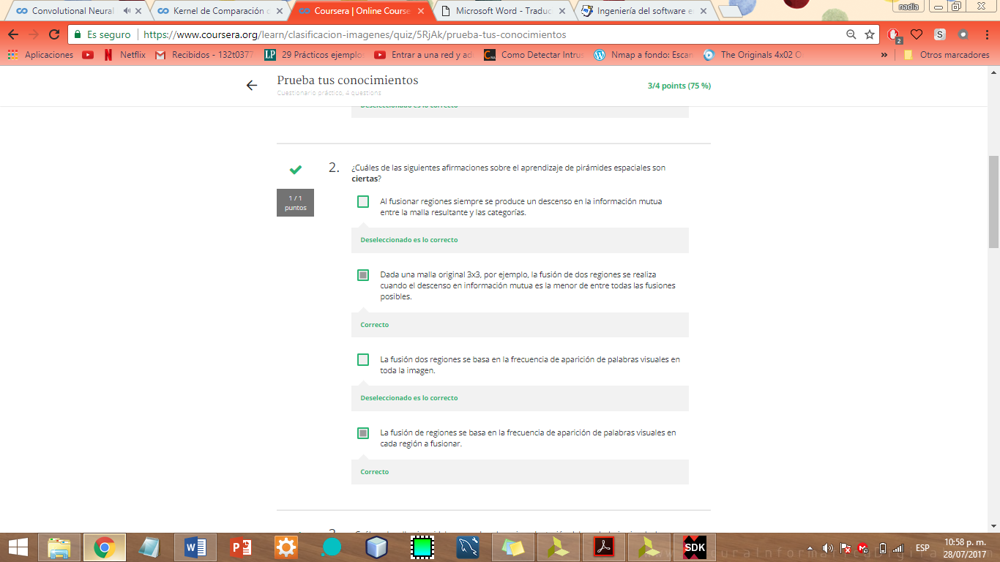 Convolutional Neural
Kernel de Comparación
Coursera | Online Course
Microsoft Word - Traduc
Ingeniería del software e
nadia
Es seguro
https://www.coursera.org/learn/clasificacion-imagenes/quiz/5RjAk/prueba-tus-conocimientos
2
Aplicaciones
Netflix
Recibidos - 132t0377
29 Prácticos ejemplo
Entrar a una red y ad
Como Detectar Intrus
Nmap a fondo: Escan
The Originals 4x02 O
»
Otros marcadores
Prueba tus conocimientos
Cuestionario práctico, 4 questions
3/4 points (75 %)
Deseleccionado es lo correcto
1 / 1
puntos
2.
¿Cuáles de las siguientes afirmaciones sobre el aprendizaje de pirámides espaciales son
ciertas?
Al fusionar regiones siempre se produce un descenso en la información mutua
entre la malla resultante y las categorías.
Deseleccionado es lo correcto
Dada una malla original 3x3, por ejemplo, la fusión de dos regiones se realiza
cuando el descenso en información mutua es la menor de entre todas las fusiones
posibles.
Correcto
La fusión dos regiones se basa en la frecuencia de aparición de palabras visuales en
toda la imagen.
Deseleccionado es lo correcto
La fusión de regiones se basa en la frecuencia de aparición de palabras visuales en
cada región a fusionar.
Correcto
SDK
ESP
10:58 p. m.
28/07/2017